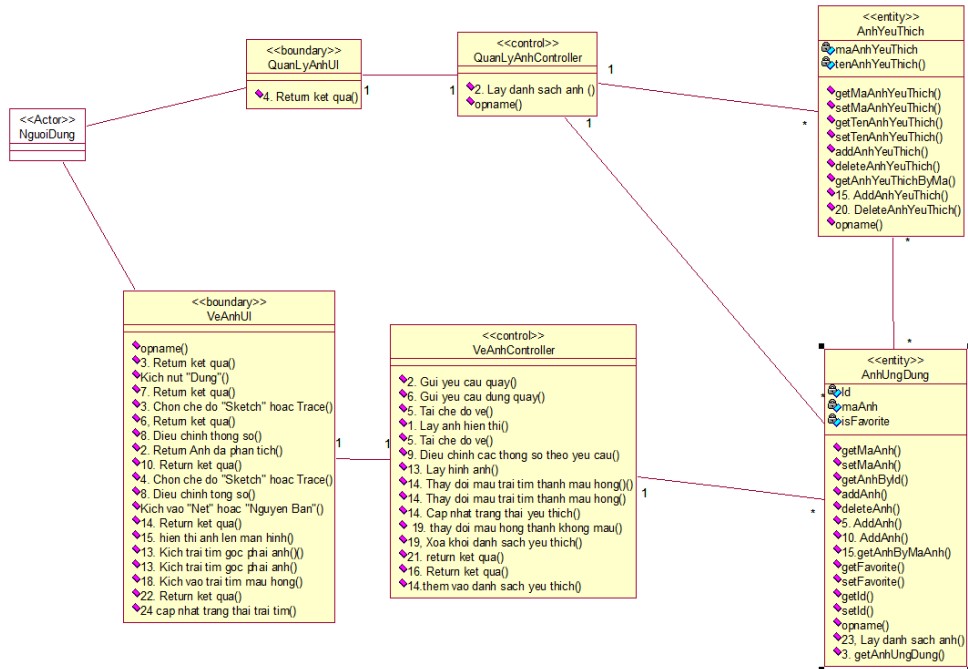 <<Actor>>
NguoiDung
<<boundary>>
QuanLyAnhUI
4. Return ket qua()
1
1
<<control>>
QuanLyAnhController
2. Lay danh sach anh ()
opname()
1
1
*
<<entity>>
AnhYeuThich
maAnhYeuThich
tenAnhYeuThich()
getMaAnhYeuThich()
setMaAnhYeuThich()
getTenAnhYeuThich()
setTenAnhYeuThich()
addAnhYeuThich()
deleteAnhYeuThich()
getAnhYeuThichByMa()
15. AddAnhYeuThich()
20. DeleteAnhYeuThich()
opname()
*
*
<<boundary>>
VeAnhUI
opname()
3. Return ket qua()
Kich nut "Dung"()
7. Return ket qua()
3. Chon che do "Sketch" hoac Trace()
6, Return ket qua()
8. Dieu chinh thong so()
2. Return Anh da phan tich()
10. Return ket qua()
4. Chon che do "Sketch" hoac Trace()
8. Dieu chinh tong so()
Kich vao "Net" hoac "Nguyen Ban"()
14. Return ket qua()
15. hien thi anh len man hinh()
13. Kich trai tim goc phai anh()()
13. Kich trai tim goc phai anh()
18. Kich vao trai tim mau hong()
22. Return ket qua()
24 cap nhat trang thai trai tim()
1
1
<<control>>
VeAnhController
2. Gui yeu cau quay()
6. Gui yeu cau dung quay()
5. Tai che do ve()
1. Lay anh hien thi()
5. Tai che do ve()
9. Dieu chinh cac thong so theo yeu cau()
13. Lay hinh anh()
14. Thay doi mau trai tim thanh mau hong()()
14. Thay doi mau trai tim thanh mau hong()
14. Cap nhat trang thai yeu thich()
19. thay doi mau hong thanh khong mau()
19, Xoa khoi danh sach yeu thich()
21. return ket qua()
16. Return ket qua()
14.them vao danh sach yeu thich()
1
*
*
<<entity>>
AnhUngDung
Id
maAnh
isFavorite
getMaAnh()
setMaAnh()
getAnhById()
addAnh()
deleteAnh()
5. AddAnh()
10. AddAnh()
15.getAnhByMaAnh()
getFavorite()
setFavorite()
getId()
setId()
opname()
23, Lay danh sach anh()
3. getAnhUngDung()